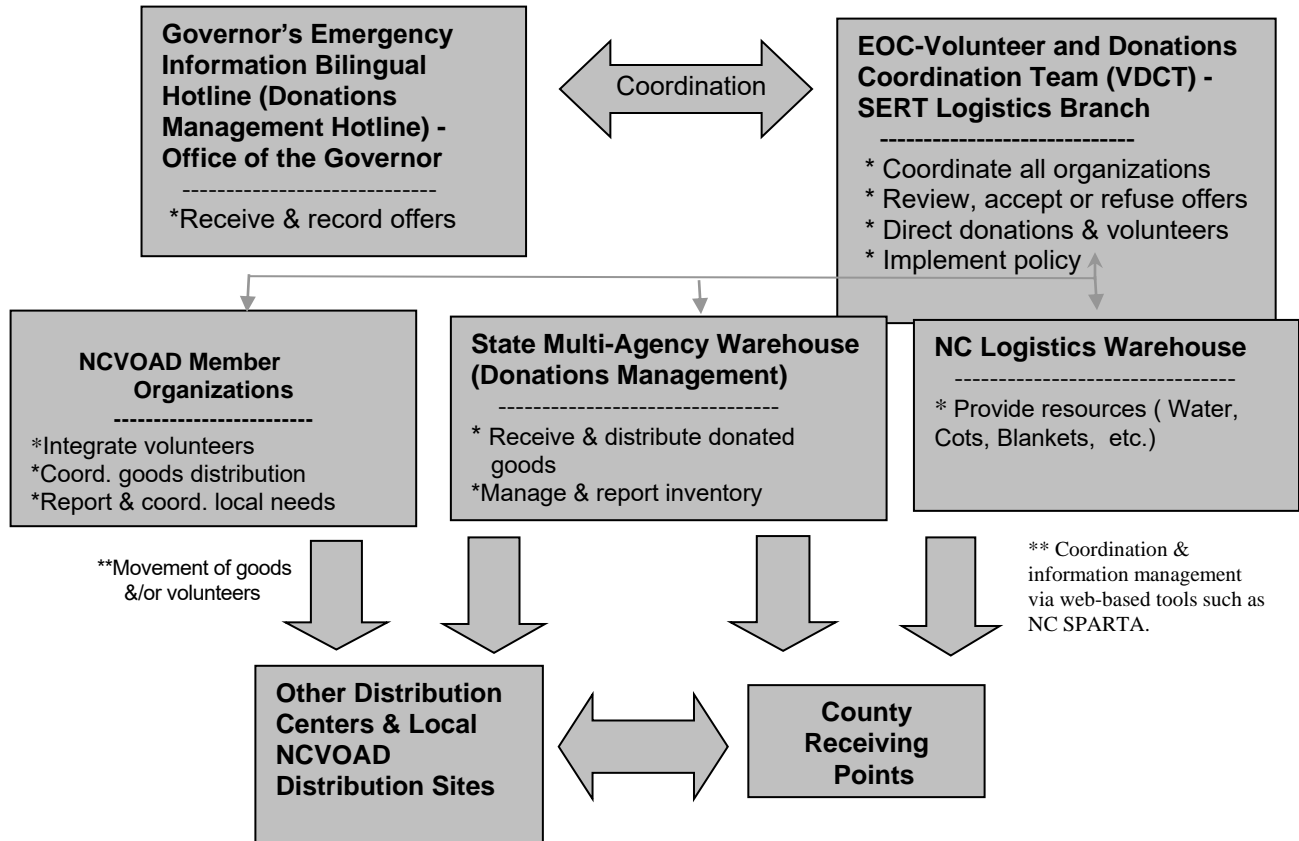 Governor's Emergency
Information Bilingual
Hotline (Donations
Management Hotline) -
Office of the Governor
-----------------------------
*Receive & record offers
Coordination
EOC-Volunteer and Donations
Coordination Team (VDCT) -
SERT Logistics Branch
-----------------------------
* Coordinate all organizations
* Review, accept or refuse offers
* Direct donations & volunteers
* Implement policy
NCVOAD Member
Organizations
-------------------------
*Integrate volunteers
*Coord. goods distribution
*Report & coord. local needs
State Multi-Agency Warehouse
(Donations Management)
--------------------------------
* Receive & distribute donated
goods
*Manage & report inventory
NC Logistics Warehouse
--------------------------------
* Provide resources ( Water,
Cots, Blankets, etc.)
**Movement of goods
&/or volunteers
** Coordination &
information management
via web-based tools such as
NC SPARTA.
Other Distribution
Centers & Local
NCVOAD
Distribution Sites
County
Receiving
Points